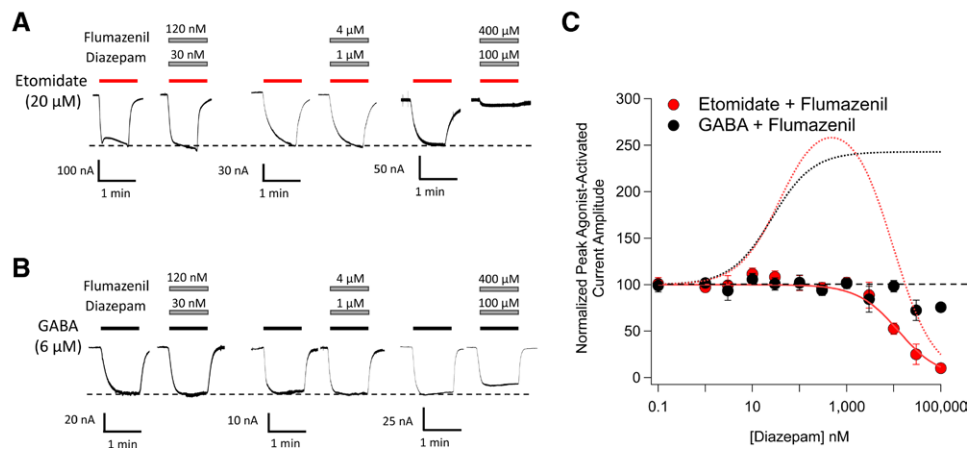 A
Flumazenil 120 nM 4 µM 400 µM
Diazepam 30 nM 1 µM 100 µM
Etomidate
(20 µM)
100 nA 30 nA 50 nA
1 min 1 min 1 min
B
Flumazenil 120 nM 4 µM 400 µM
Diazepam 30 nM 1 µM 100 µM
GABA
(6 µM)
20 nA 10 nA 25 nA
1 min 1 min 1 min
C
Etomidate + Flumazenil
GABA + Flumazenil
Normalized Peak Agonist-Activated
Current Amplitude
300
250
200
150
100
50
0
0.1 10 1,000 100,000
[Diazepam] nM